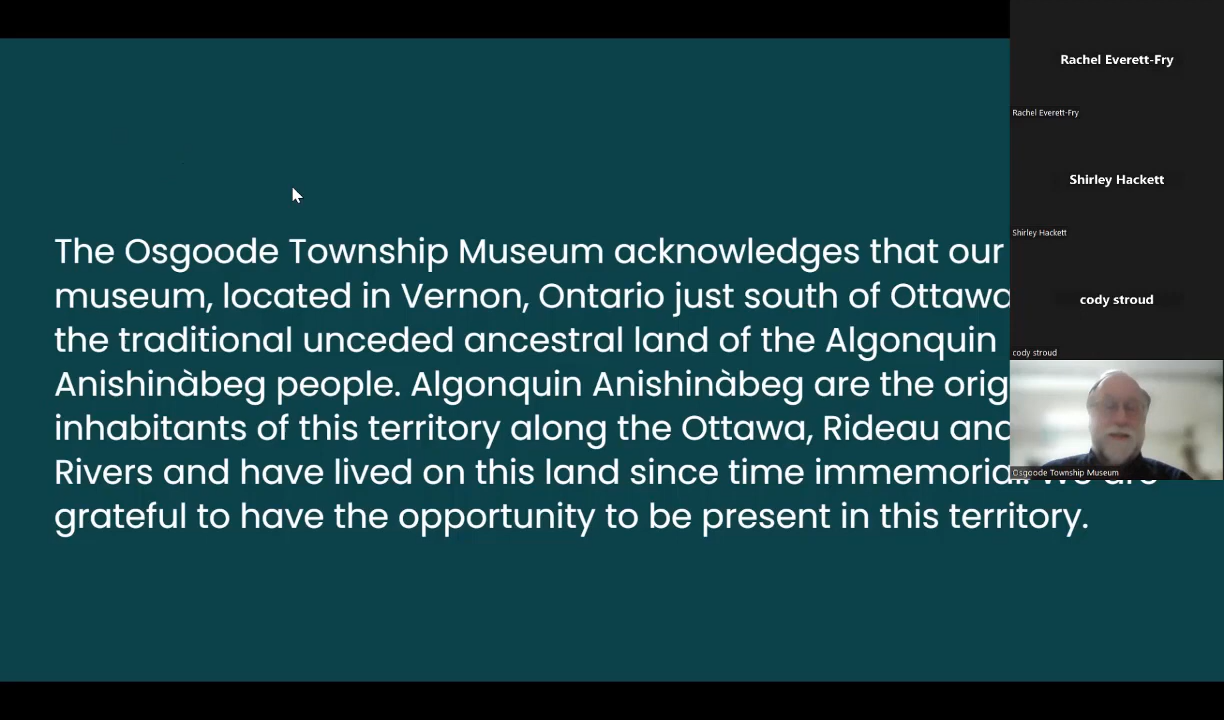 The Osgoode Township Museum acknowledges that our
museum, located in Vernon, Ontario just south of Ottawa
the traditional unceded ancestral land of the Algonquin
Anishinàbeg people. Algonquin Anishinàbeg are the orig
inhabitants of this territory along the Ottawa, Rideau and
Rivers and have lived on this land since time immemorial. We are
grateful to have the opportunity to be present in this territory.
Rachel Everett-Fry
Rachel Everett-Fry
Shirley Hackett
Shirley Hackett
cody stroud
cody stroud
Osgoode Township Museum